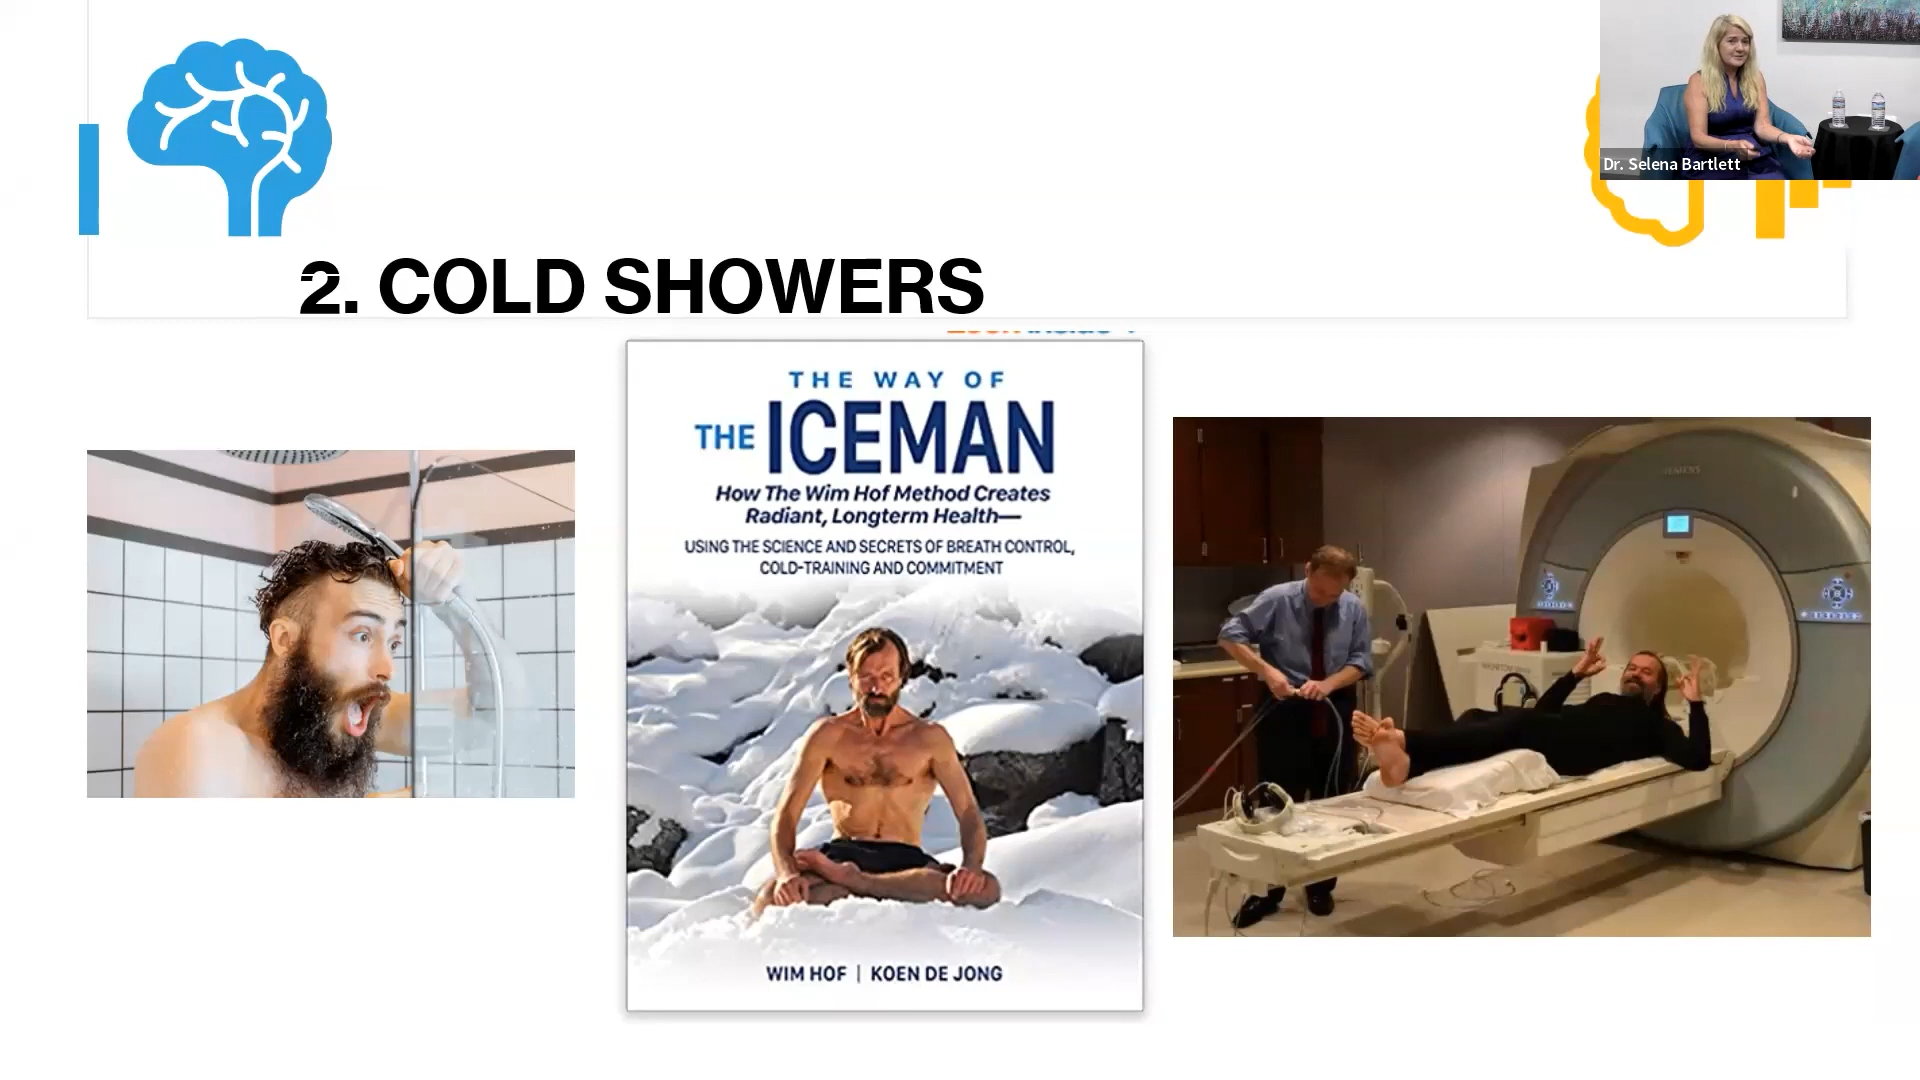 Dr. Selena Bartlett
2. COLD SHOWERS
THE WAY OF
THE ICEMAN
How The Wim Hof Method Creates
Radiant, Longterm Health—
USING THE SCIENCE AND SECRETS OF BREATH CONTROL,
COLD-TRAINING AND COMMITMENT
WIM HOF | KOEN DE JONG
SIEMENS